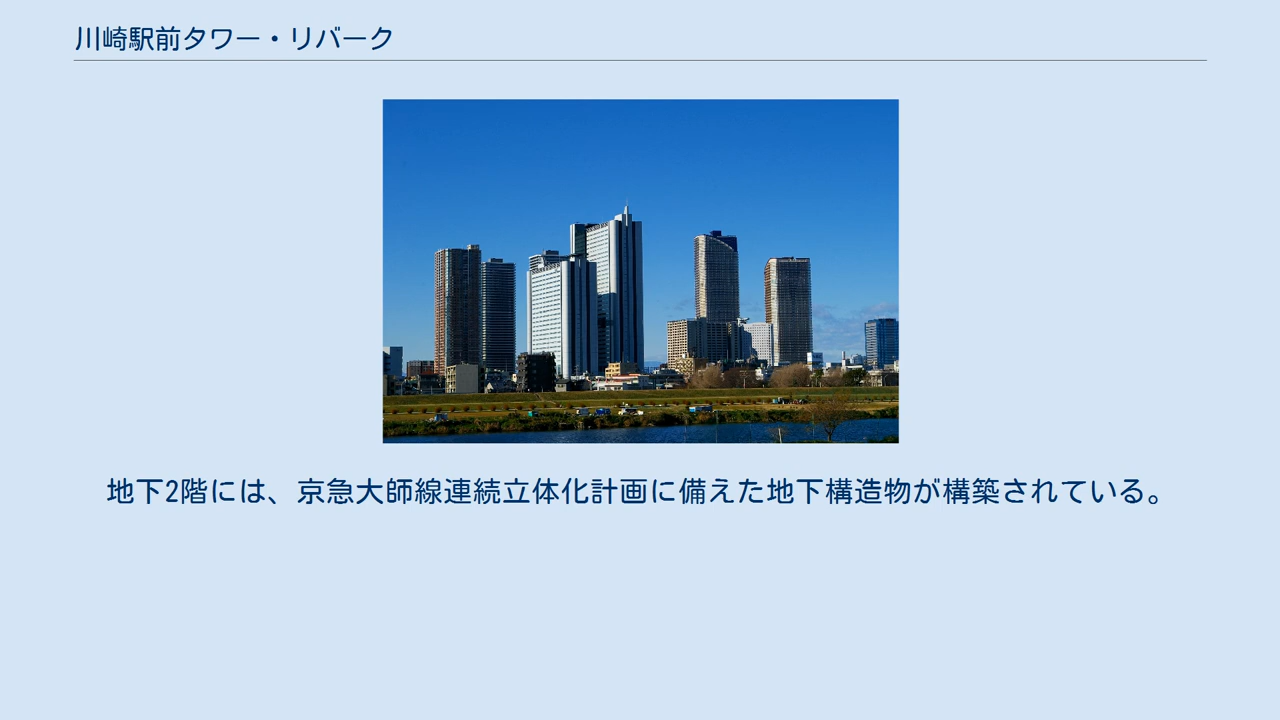 川崎駅前タワー・リバーク
地下2階には、京急大師線連続立体化計画に備えた地下構造物が構築されている。